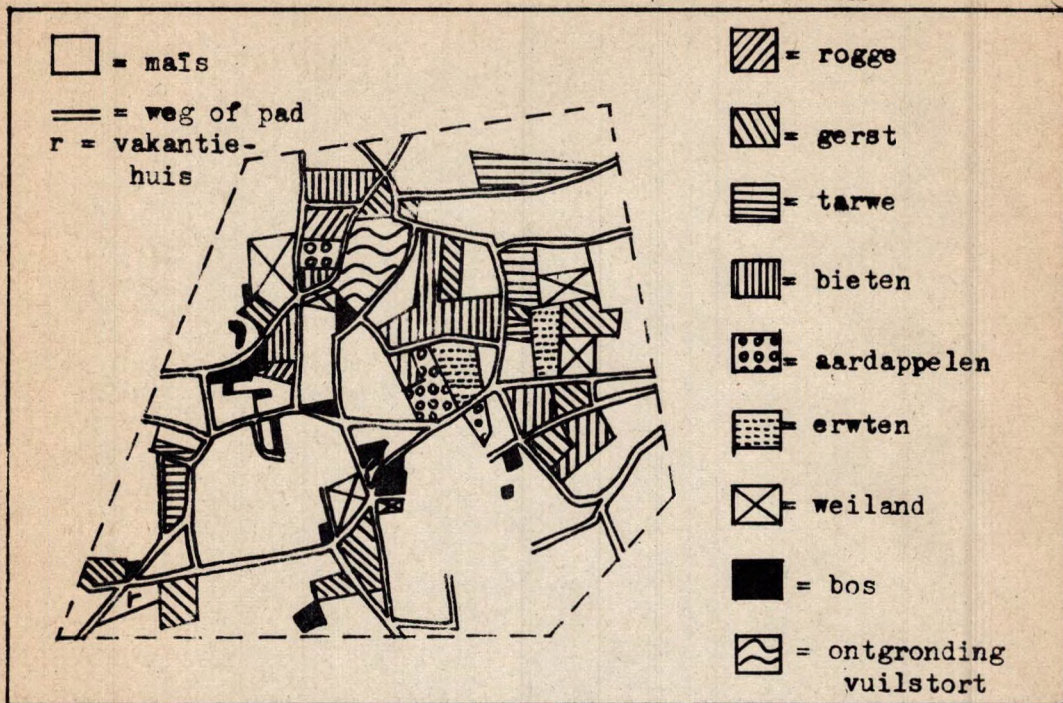 = maïs
= weg of pad
r = vakantie-
huis
= rogge
= gerst
= tarwe
= bieten
= aardappelen
= erwten
= weiland
= bos
= ontgronding
vuilstort
r